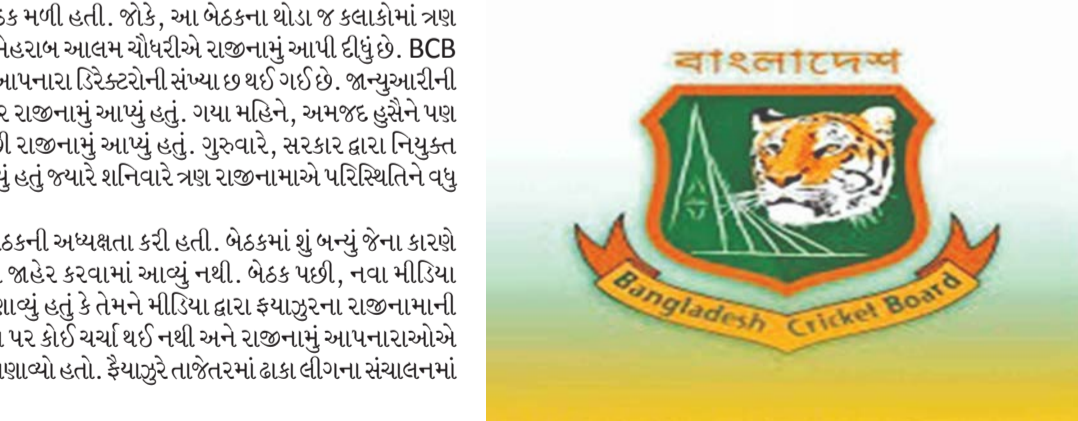 ઠક મળી હતી. જોકે, આ બેઠકના થોડા જ કલાકોમાં ત્રણ
મેહરાબ આલમ ચૌધરીએ રાજીનામું આપી દીધું છે. BCB
આપનારા ડિરેક્ટરોની સંખ્યા છ થઈ ગઈ છે. જાન્યુઆરીની
રાજીનામું આપ્યું હતું. ગયા મહિને, અમજદ હુસૈને પણ
રાજીનામું આપ્યું હતું. ગુરુવારે, સરકાર દ્વારા નિયુક્ત
હતું જ્યારે શનિવારે ત્રણ રાજીનામાએ પરિસ્થિતિને વધુ
ઠકની અધ્યક્ષતા કરી હતી. બેઠકમાં શું બન્યું જેના કારણે
જાહેર કરવામાં આવ્યું નથી. બેઠક પછી, નવા મીડિયા
ણાવ્યું હતું કે તેમને મીડિયા દ્વારા ફયાઝુરના રાજીનામાની
પર કોઈ ચર્ચા થઈ નથી અને રાજીનામું આપનારાઓએ
ણાવ્યો હતો. ફૈયાઝુરે તાજેતરમાં ઢાકા લીગના સંચાલનમાં
বাংলাদেশ
Bangladesh Cricket Board